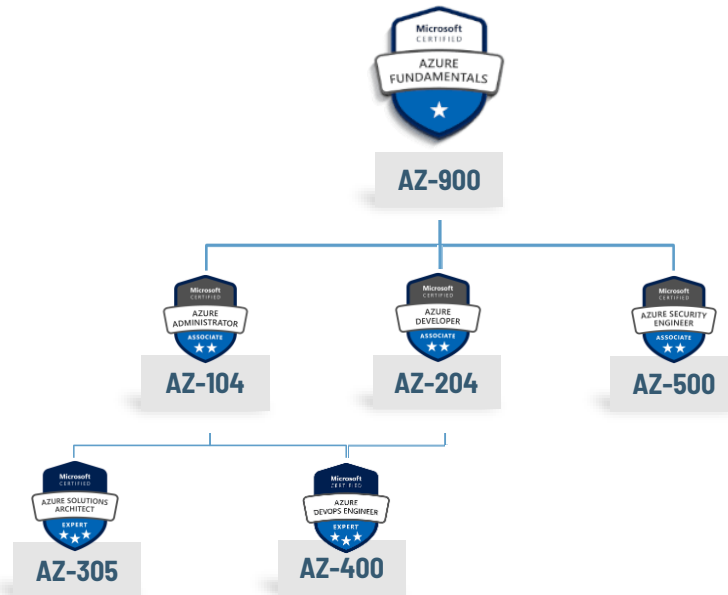 Microsoft
CERTIFIED
AZURE
FUNDAMENTALS
AZ-900
Microsoft
CERTIFIED
AZURE
ADMINISTRATOR
ASSOCIATE
AZ-104
Microsoft
CERTIFIED
AZURE
DEVELOPER
ASSOCIATE
AZ-204
Microsoft
CERTIFIED
AZURE SECURITY
ENGINEER
ASSOCIATE
AZ-500
Microsoft
CERTIFIED
AZURE SOLUTIONS
ARCHITECT
EXPERT
AZ-305
Microsoft
CERTIFIED
AZURE
DEVOPS ENGINEER
EXPERT
AZ-400